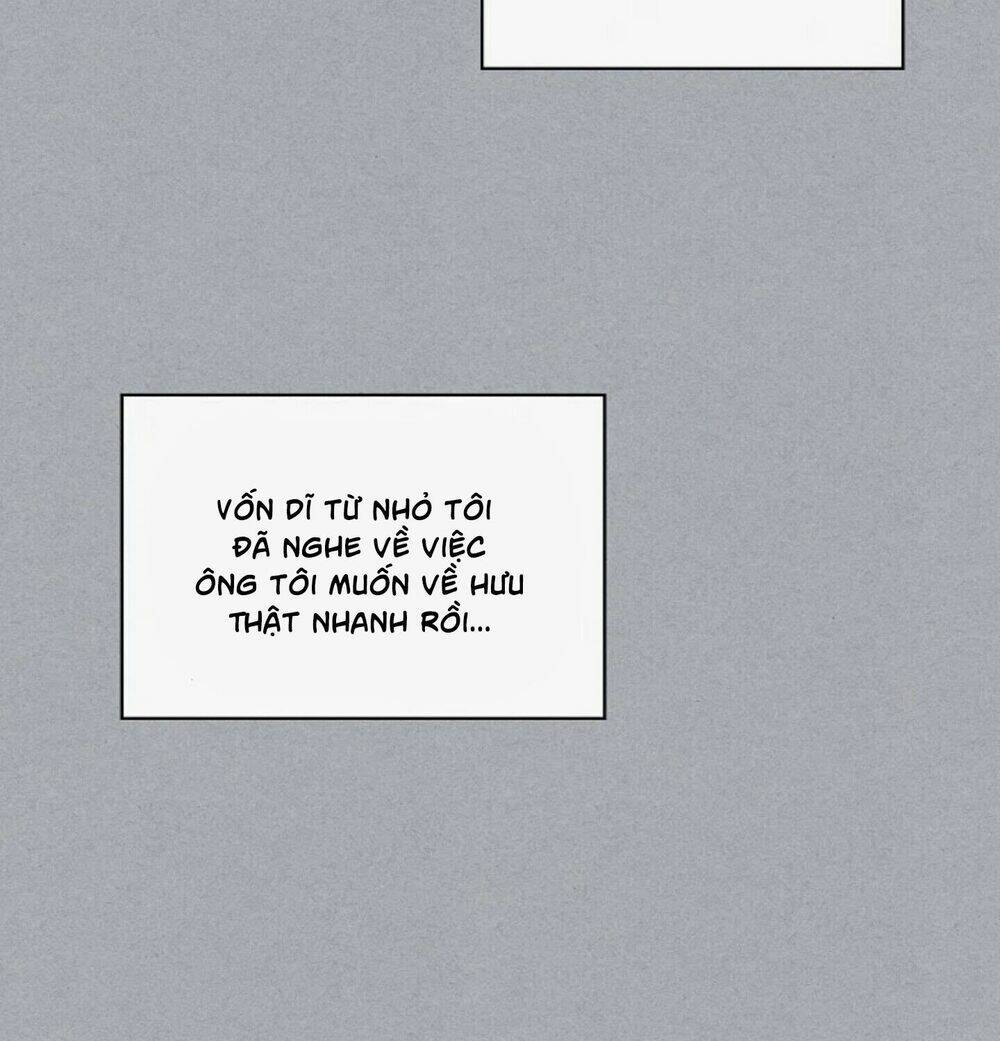 VỐN DĨ TỪ NHỎ TÔI
ĐÃ NGHE VỀ VIỆC
ÔNG TÔI MUỐN VỀ HƯU
THẬT NHANH RỒI...